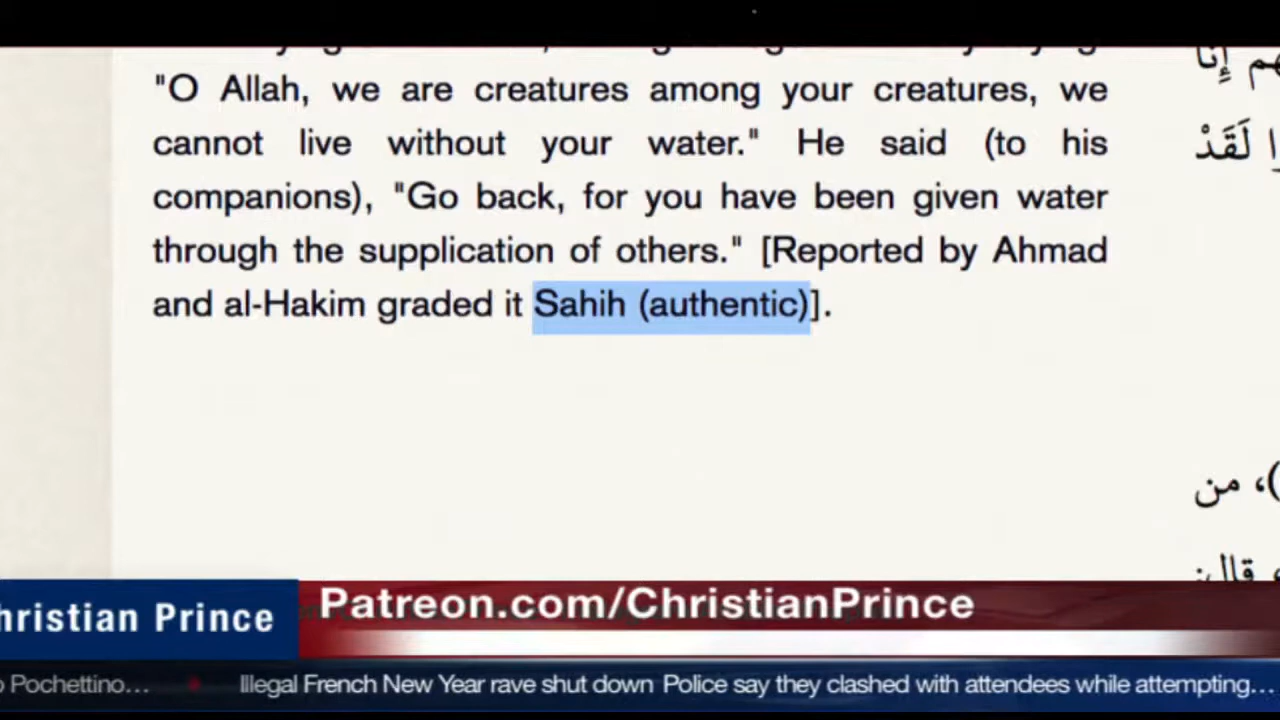 "O Allah, we are creatures among your creatures, we
cannot live without your water." He said (to his
companions), "Go back, for you have been given water
through the supplication of others." [Reported by Ahmad
and al-Hakim graded it Sahih (authentic)].
لَقَدْ
)، من
قال:
hristian Prince
Patreon.com/ChristianPrince
o Pochettino...
Illegal French New Year rave shut down Police say they clashed with attendees while attempting...